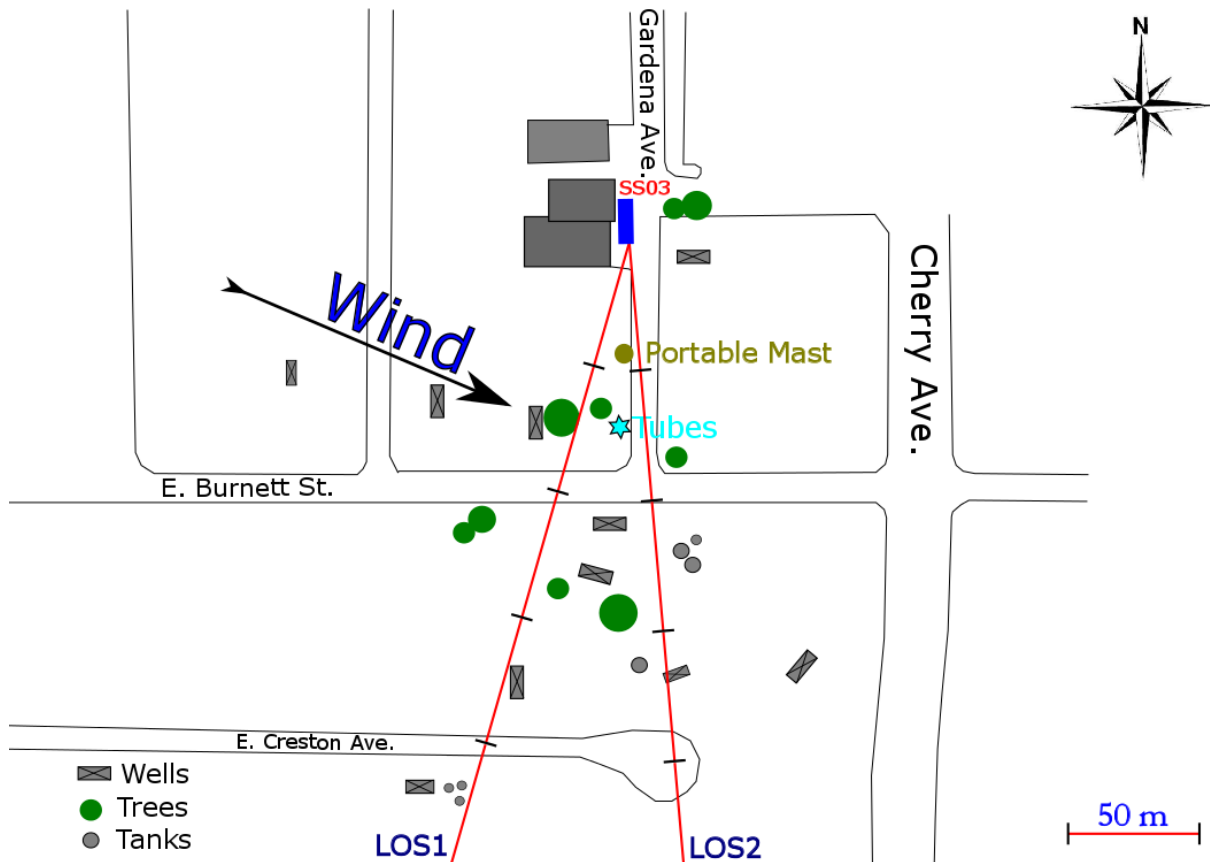 N
Gardena Ave.
SS03
Wind
Cherry Ave.
Portable Mast
Tubes
E. Burnett St.
E. Creston Ave.
Wells
Trees
Tanks
LOS1
LOS2
50 m